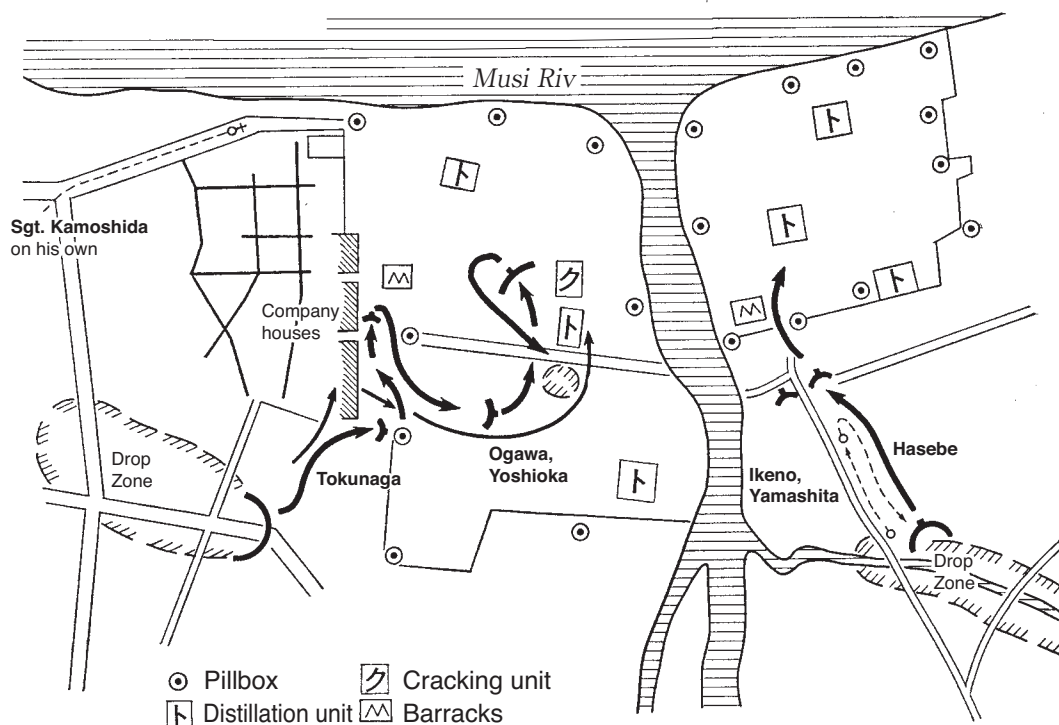 Musi Riv
ト
ト
Sgt. Kamoshida
on his own
ト
ク
ト
ト
Company
houses
Drop
Zone
Tokunaga
Ogawa,
Yoshioka
ト
Ikeno,
Yamashita
Hasebe
Drop
Zone
Pillbox
ク Cracking unit
ト Distillation unit
Barracks